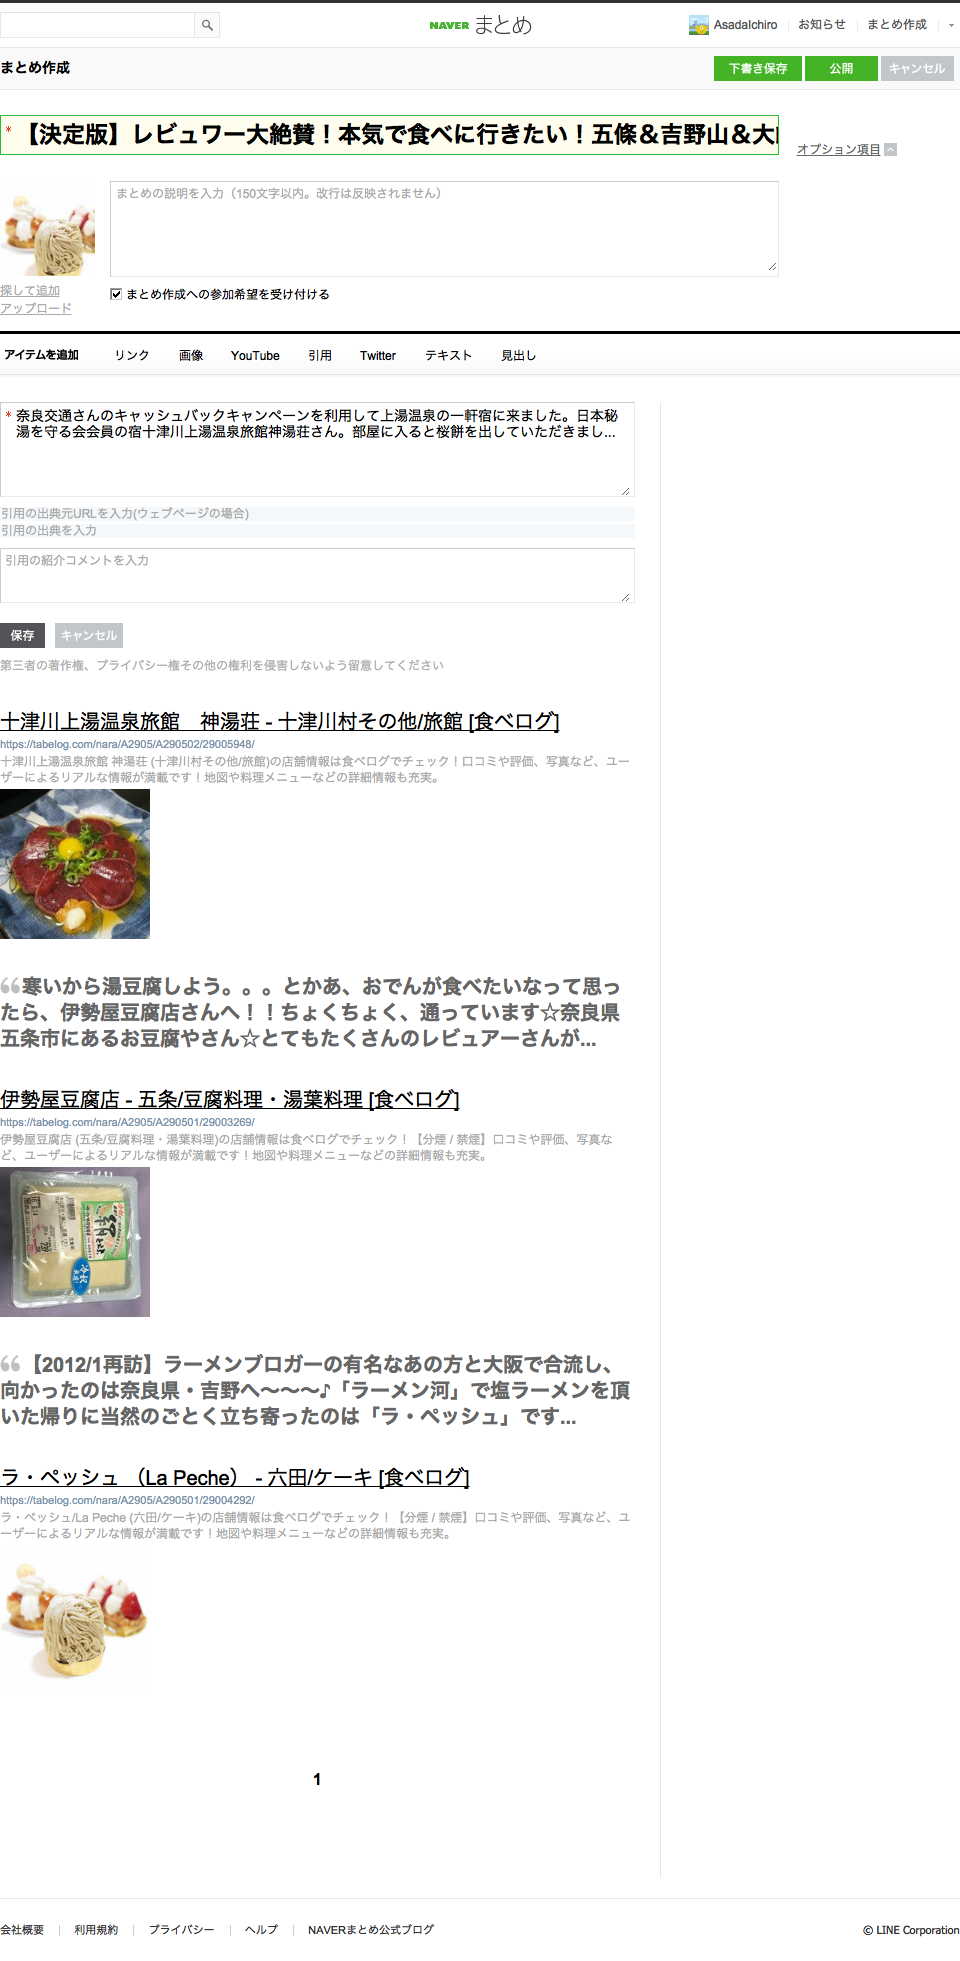 NAVER まとめ
AsadaIchiro
お知らせ
まとめ作成
まとめ作成
下書き保存
公開
キャンセル
* 【決定版】レビュワー大絶賛！本気で食べに行きたい！五條＆吉野山＆大
オプション項目
まとめの説明を入力（150文字以内。改行は反映されません）
探して追加
アップロード
まとめ作成への参加希望を受け付ける
アイテムを追加
リンク
画像
YouTube
引用
Twitter
テキスト
見出し
* 奈良交通さんのキャッシュバックキャンペーンを利用して上湯温泉の一軒宿に来ました。日本秘
湯を守る会会員の宿十津川上湯温泉旅館神湯荘さん。部屋に入ると桜餅を出していただきまし...
引用の出典元URLを入力(ウェブページの場合)
引用の出典を入力
引用の紹介コメントを入力
保存
キャンセル
第三者の著作権、プライバシー権その他の権利を侵害しないよう留意してください
十津川上湯温泉旅館　神湯荘 - 十津川村その他/旅館 [食べログ]
https://tabelog.com/nara/A2905/A290502/29005948/
十津川上湯温泉旅館 神湯荘 (十津川村その他/旅館)の店舗情報は食べログでチェック！口コミや評価、写真など、ユー
ザーによるリアルな情報が満載です！地図や料理メニューなどの詳細情報も充実。
“寒いから湯豆腐しよう。。。とかあ、おでんが食べたいなって思っ
たら、伊勢屋豆腐店さんへ！！ちょくちょく、通っています☆奈良県
五条市にあるお豆腐やさん☆とてもたくさんのレビュアーさんが...
伊勢屋豆腐店 - 五条/豆腐料理・湯葉料理 [食べログ]
https://tabelog.com/nara/A2905/A290501/29003269/
伊勢屋豆腐店 (五条/豆腐料理・湯葉料理)の店舗情報は食べログでチェック！【分煙 / 禁煙】口コミや評価、写真な
ど、ユーザーによるリアルな情報が満載です！地図や料理メニューなどの詳細情報も充実。
“【2012/1再訪】ラーメンブロガーの有名なあの方と大阪で合流し、
向かったのは奈良県・吉野へ～～～♪「ラーメン河」で塩ラーメンを頂
いた帰りに当然のごとく立ち寄ったのは「ラ・ペッシュ」です...
ラ・ペッシュ （La Peche） - 六田/ケーキ [食べログ]
https://tabelog.com/nara/A2905/A290501/29004292/
ラ・ペッシュ/La Peche (六田/ケーキ)の店舗情報は食べログでチェック！【分煙 / 禁煙】口コミや評価、写真など、ユ
ーザーによるリアルな情報が満載です！地図や料理メニューなどの詳細情報も充実。
1
会社概要
利用規約
プライバシー
ヘルプ
NAVERまとめ公式ブログ
© LINE Corporation